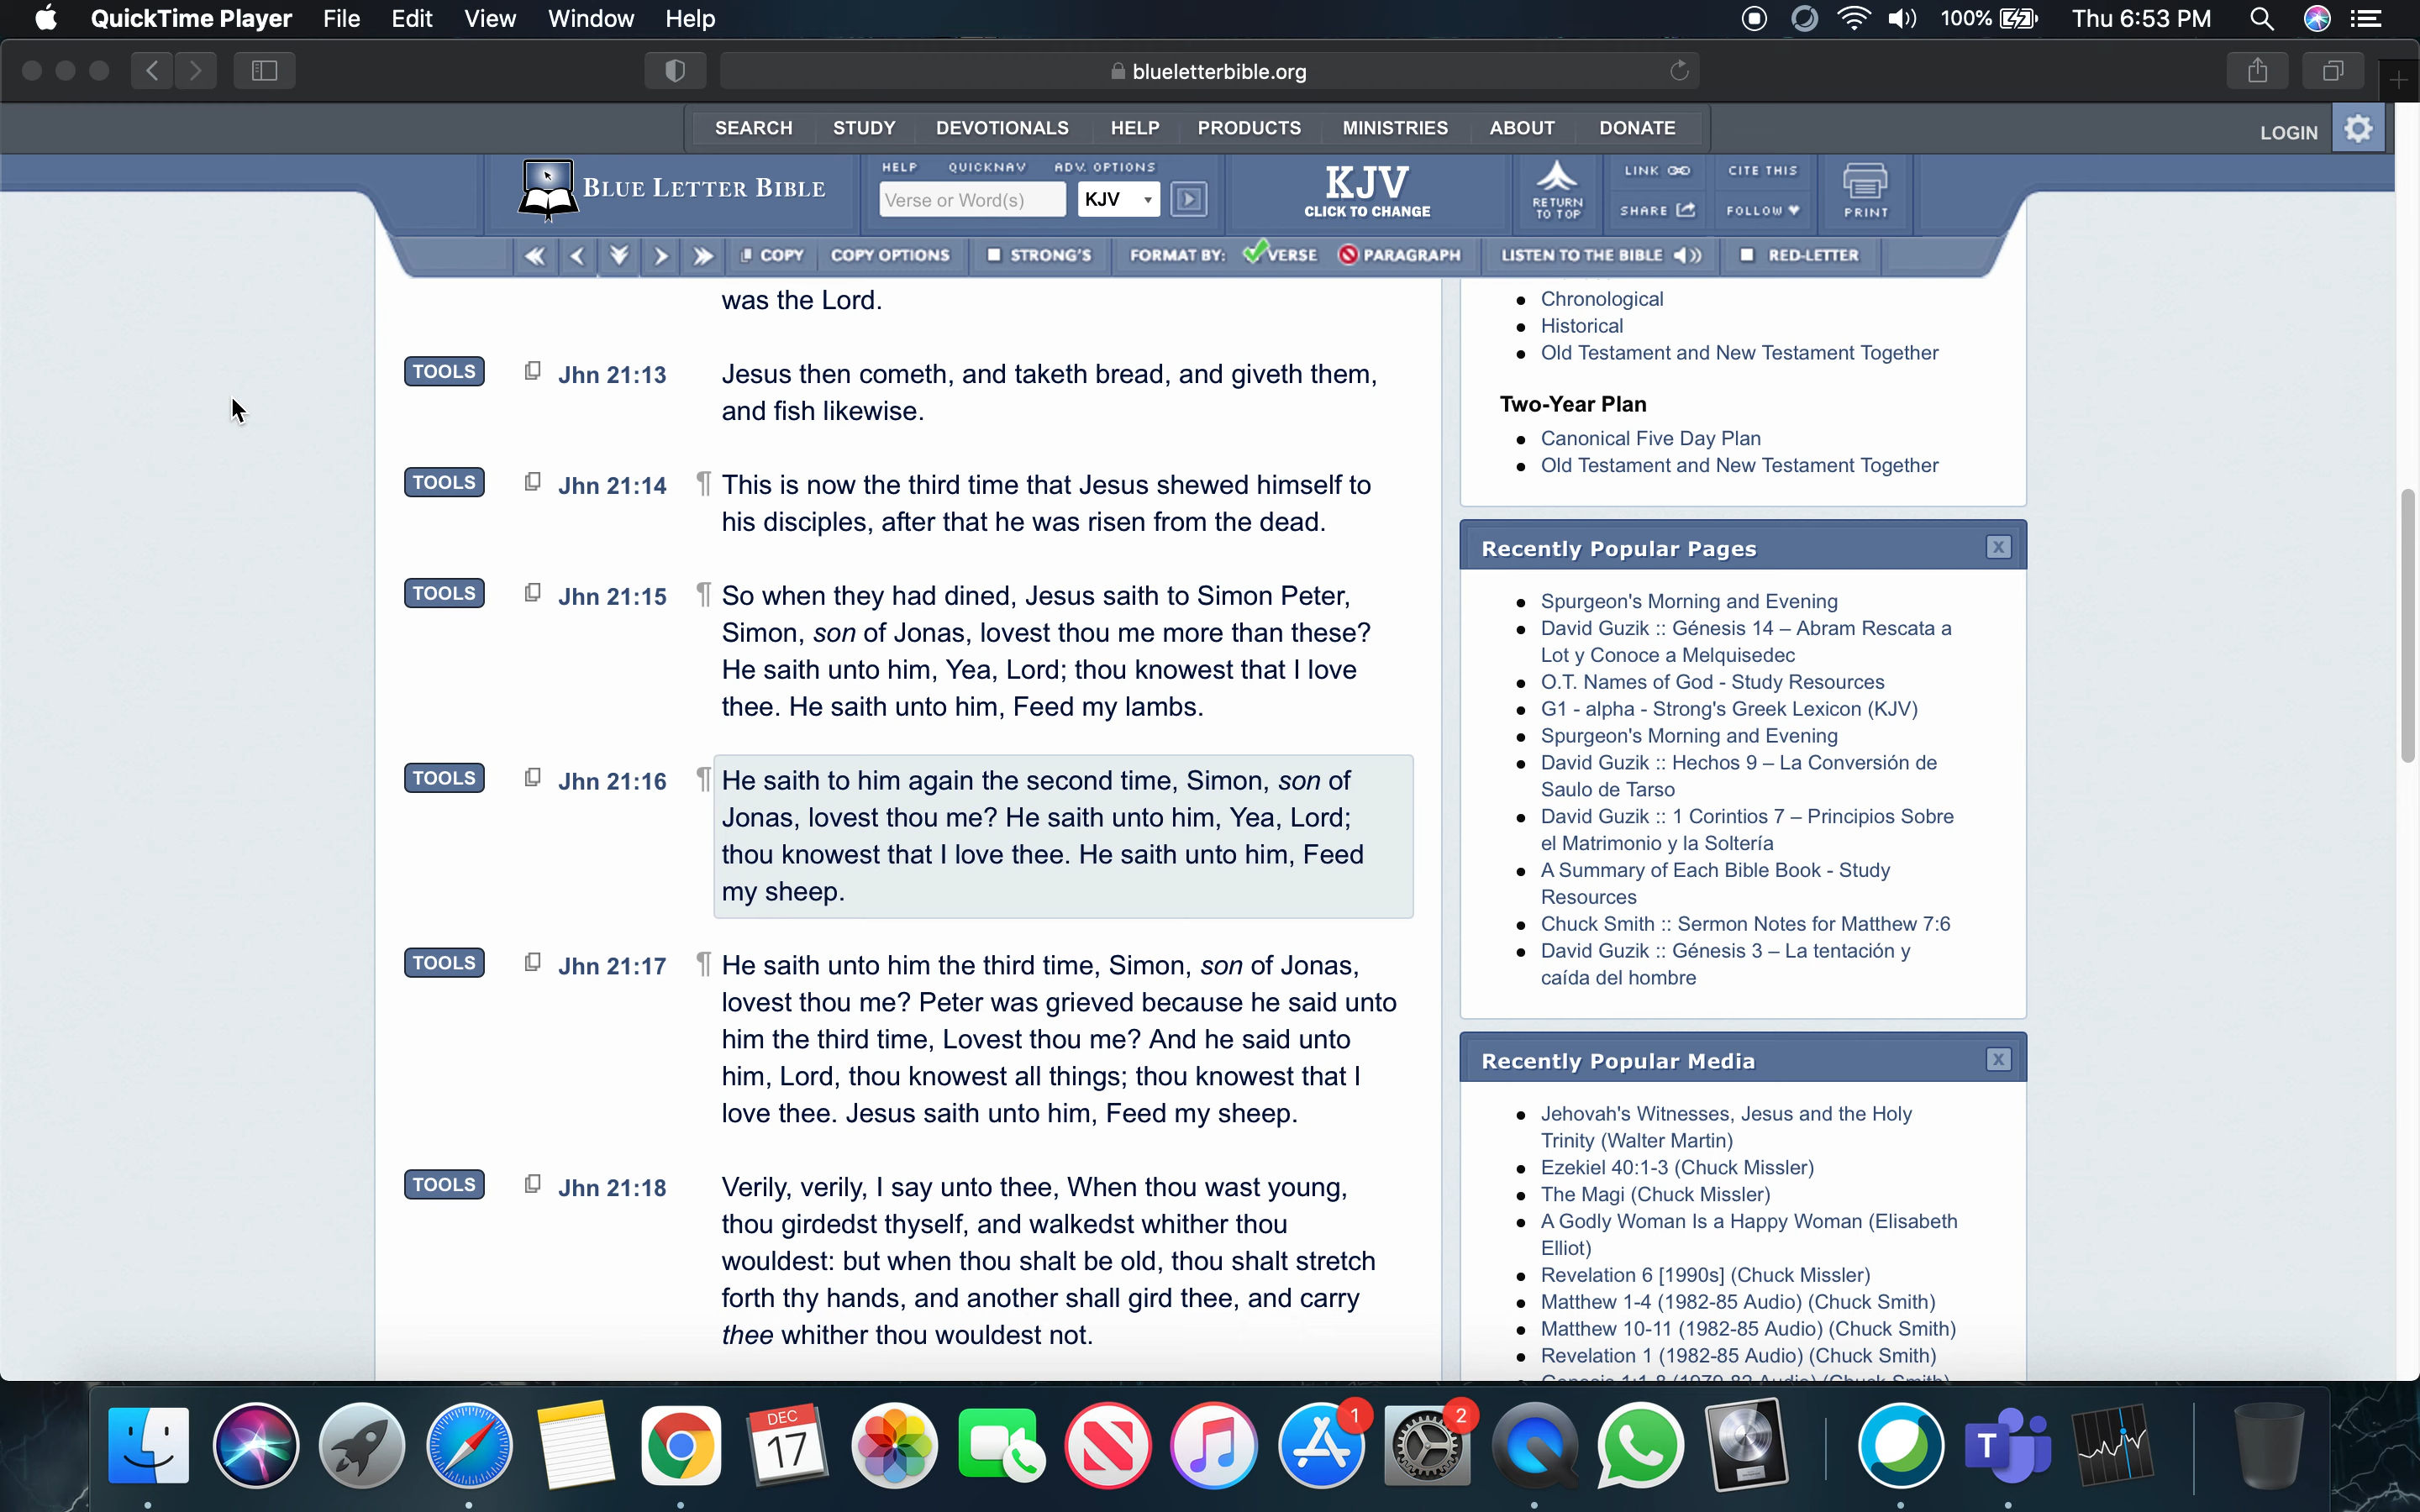 QuickTime Player File Edit View Window Help 100% Thu 6:53 PM
blueletterbible.org
SEARCH STUDY DEVOTIONALS HELP PRODUCTS MINISTRIES ABOUT DONATE
LOGIN
BLUE LETTER BIBLE
HELP QUICKNAV ADV. OPTIONS
Verse or Word(s) KJV
KJV
CLICK TO CHANGE
RETURN
TO TOP
LINK CITE THIS
SHARE FOLLOW
PRINT
COPY COPY OPTIONS STRONG'S FORMAT BY: VERSE PARAGRAPH LISTEN TO THE BIBLE RED-LETTER
was the Lord.
TOOLS Jhn 21:13 Jesus then cometh, and taketh bread, and giveth them,
and fish likewise.
TOOLS Jhn 21:14 ¶ This is now the third time that Jesus shewed himself to
his disciples, after that he was risen from the dead.
TOOLS Jhn 21:15 ¶ So when they had dined, Jesus saith to Simon Peter,
Simon, son of Jonas, lovest thou me more than these?
He saith unto him, Yea, Lord; thou knowest that I love
thee. He saith unto him, Feed my lambs.
TOOLS Jhn 21:16 ¶ He saith to him again the second time, Simon, son of
Jonas, lovest thou me? He saith unto him, Yea, Lord;
thou knowest that I love thee. He saith unto him, Feed
my sheep.
TOOLS Jhn 21:17 ¶ He saith unto him the third time, Simon, son of Jonas,
lovest thou me? Peter was grieved because he said unto
him the third time, Lovest thou me? And he said unto
him, Lord, thou knowest all things; thou knowest that I
love thee. Jesus saith unto him, Feed my sheep.
TOOLS Jhn 21:18 Verily, verily, I say unto thee, When thou wast young,
thou girdedst thyself, and walkedst whither thou
wouldest: but when thou shalt be old, thou shalt stretch
forth thy hands, and another shall gird thee, and carry
thee whither thou wouldest not.
Chronological
Historical
Old Testament and New Testament Together
Two-Year Plan
Canonical Five Day Plan
Old Testament and New Testament Together
Recently Popular Pages X
Spurgeon's Morning and Evening
David Guzik :: Génesis 14 – Abram Rescata a
Lot y Conoce a Melquisedec
O.T. Names of God - Study Resources
G1 - alpha - Strong's Greek Lexicon (KJV)
Spurgeon's Morning and Evening
David Guzik :: Hechos 9 – La Conversión de
Saulo de Tarso
David Guzik :: 1 Corintios 7 – Principios Sobre
el Matrimonio y la Soltería
A Summary of Each Bible Book - Study
Resources
Chuck Smith :: Sermon Notes for Matthew 7:6
David Guzik :: Génesis 3 – La tentación y
caída del hombre
Recently Popular Media X
Jehovah's Witnesses, Jesus and the Holy
Trinity (Walter Martin)
Ezekiel 40:1-3 (Chuck Missler)
The Magi (Chuck Missler)
A Godly Woman Is a Happy Woman (Elisabeth
Elliot)
Revelation 6 [1990s] (Chuck Missler)
Matthew 1-4 (1982-85 Audio) (Chuck Smith)
Matthew 10-11 (1982-85 Audio) (Chuck Smith)
Revelation 1 (1982-85 Audio) (Chuck Smith)
DEC
17
1
2
T